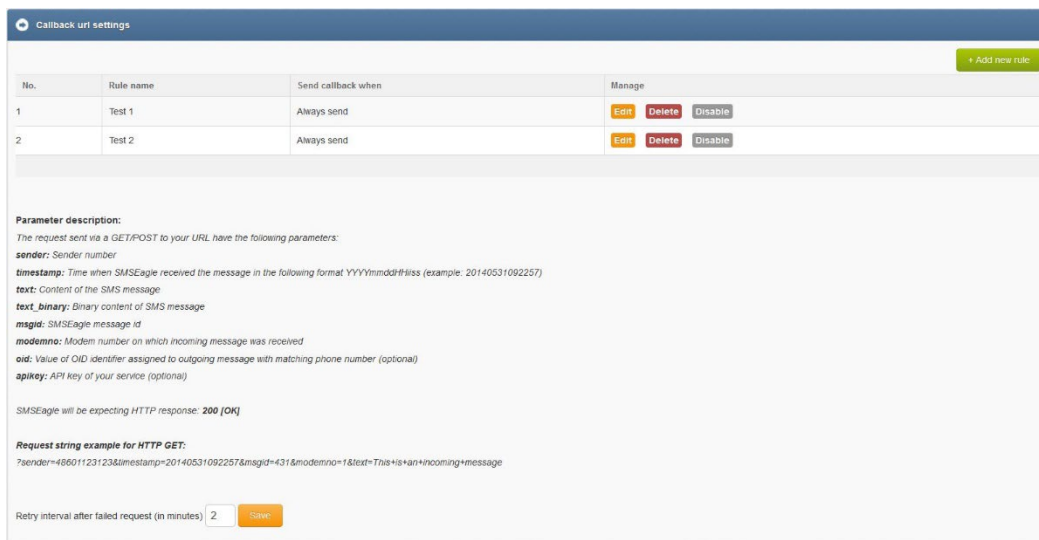 Callback url settings
+ Add new rule
No. Rule name Send callback when Manage
1 Test 1 Always send Edit Delete Disable
2 Test 2 Always send Edit Delete Disable
Parameter description:
The request sent via a GET/POST to your URL have the following parameters:
sender: Sender number
timestamp: Time when SMSEagle received the message in the following format YYYYmmddHHiiss (example: 20140531092257)
text: Content of the SMS message
text_binary: Binary content of SMS message
msgid: SMSEagle message id
modemno: Modem number on which incoming message was received
oid: Value of OID identifier assigned to outgoing message with matching phone number (optional)
apikey: API key of your service (optional)
SMSEagle will be expecting HTTP response: 200 [OK]
Request string example for HTTP GET:
?sender=48601123123&timestamp=20140531092257&msgid=431&modemno=1&text=This+is+an+incoming+message
Retry interval after failed request (in minutes) 2 Save